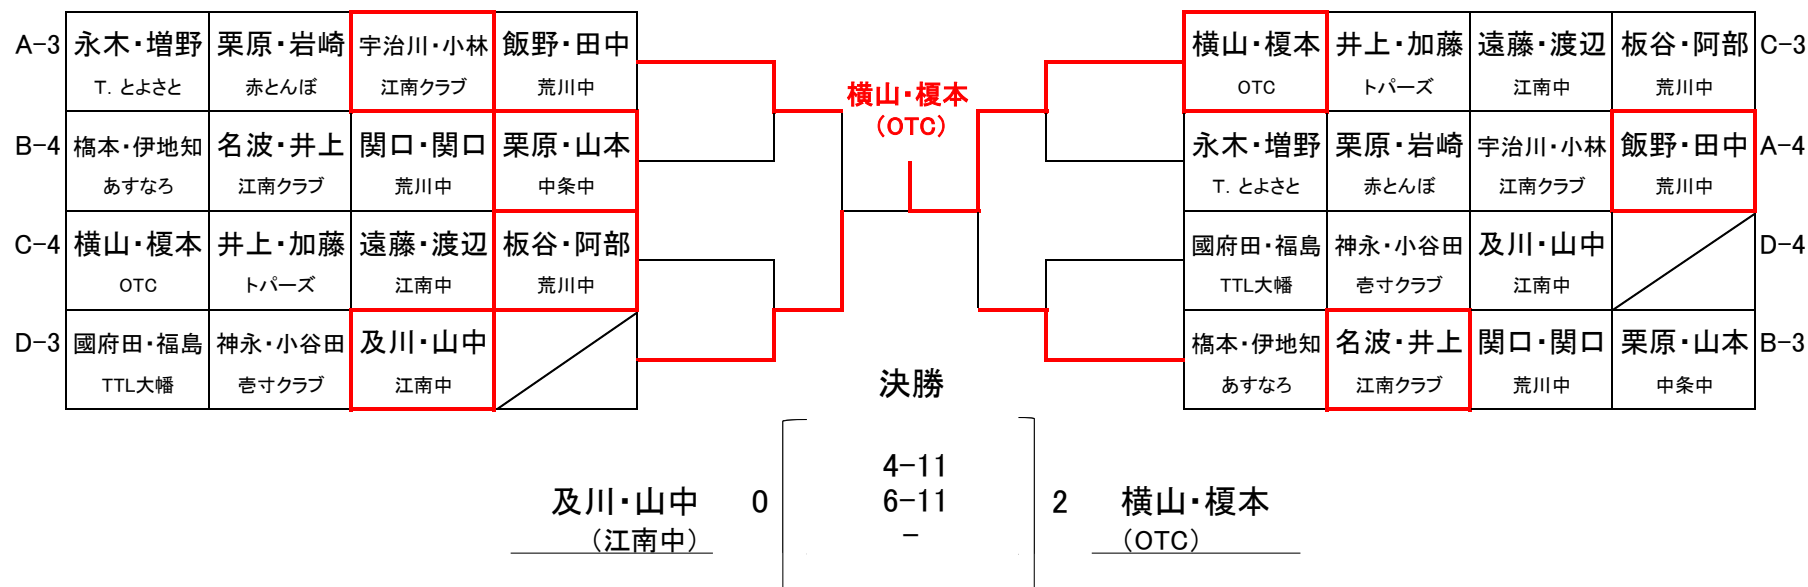 A-3 永木・増野 栗原・岩崎 宇治川・小林 飯野・田中
T. とよさと 赤とんぼ 江南クラブ 荒川中
B-4 橋本・伊地知 名波・井上 関口・関口 栗原・山本
あすなろ 江南クラブ 荒川中 中条中
C-4 横山・榎本 井上・加藤 遠藤・渡辺 板谷・阿部
OTC トパーズ 江南中 荒川中
D-3 國府田・福島 神永・小谷田 及川・山中
TTL大幡 壱寸クラブ 江南中
横山・榎本
(OTC)
横山・榎本 井上・加藤 遠藤・渡辺 板谷・阿部 C-3
OTC トパーズ 江南中 荒川中
永木・増野 栗原・岩崎 宇治川・小林 飯野・田中 A-4
T. とよさと 赤とんぼ 江南クラブ 荒川中
國府田・福島 神永・小谷田 及川・山中 D-4
TTL大幡 壱寸クラブ 江南中
橋本・伊地知 名波・井上 関口・関口 栗原・山本 B-3
あすなろ 江南クラブ 荒川中 中条中
決勝
4-11
及川・山中 0 6-11 2 横山・榎本
(江南中) - (OTC)